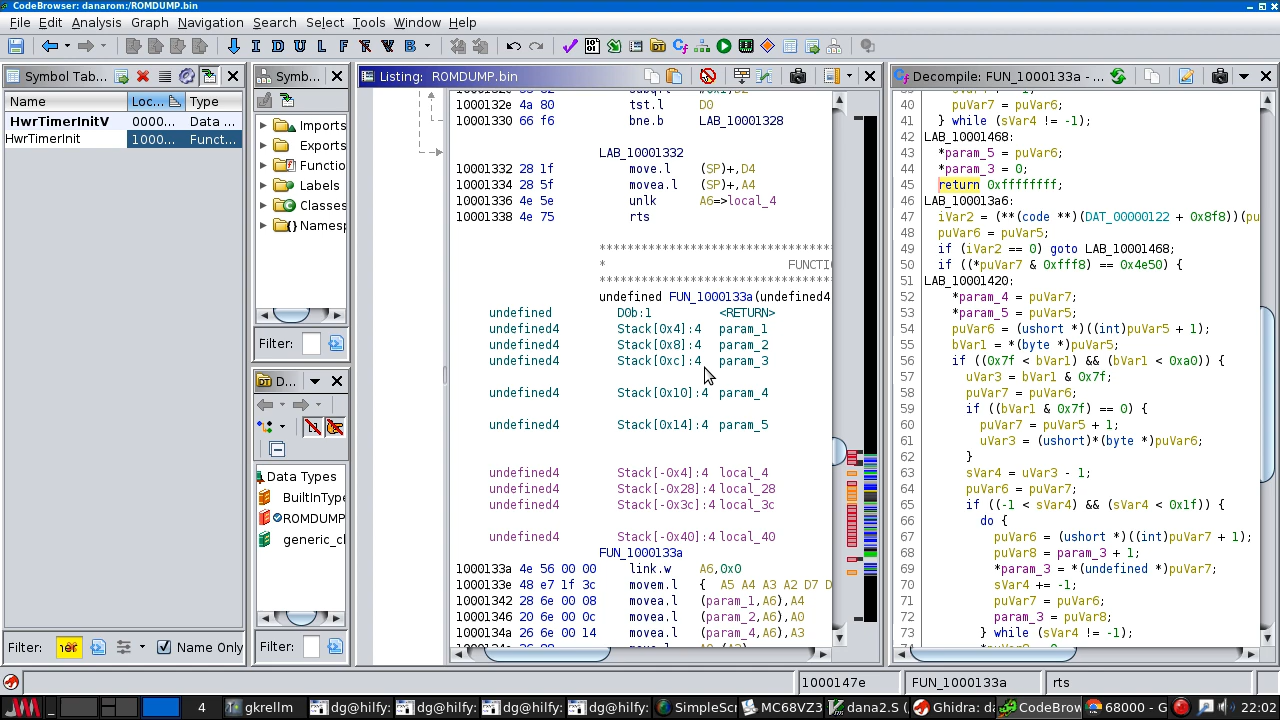 CodeBrowser: danarom:/ROMDUMP.bin
File Edit Analysis Graph Navigation Search Select Tools Window Help
I D U L F R V B
Symbol Tab...
Name Loc... Type
HwrTimerInitV 0000... Data ...
HwrTimerInit 1000... Funct...
Filter: Name Only
Symb...
Imports
Exports
Functio
Labels
Classes
Namesp
Filter:
D...
Data Types
BuiltInType
ROMDUMP
generic_cl
Filter:
Listing: ROMDUMP.bin
1000132e 4a 80 tst.l D0
10001330 66 f6 bne.b LAB_10001328
LAB_10001332
10001332 28 1f move.l (SP)+,D4
10001334 28 5f movea.l (SP)+,A4
10001336 4e 5e unlk A6=>local_4
10001338 4e 75 rts
*********************************
* FUNCTI
*********************************
undefined FUN_1000133a(undefined4
undefined D0b:1 <RETURN>
undefined4 Stack[0x4]:4 param_1
undefined4 Stack[0x8]:4 param_2
undefined4 Stack[0xc]:4 param_3
undefined4 Stack[0x10]:4 param_4
undefined4 Stack[0x14]:4 param_5
undefined4 Stack[-0x4]:4 local_4
undefined4 Stack[-0x28]:4 local_28
undefined4 Stack[-0x3c]:4 local_3c
undefined4 Stack[-0x40]:4 local_40
FUN_1000133a
1000133a 4e 56 00 00 link.w A6,0x0
1000133e 48 e7 1f 3c movem.l { A5 A4 A3 A2 D7 D
10001342 28 6e 00 08 movea.l (param_1,A6),A4
10001346 20 6e 00 0c movea.l (param_2,A6),A0
1000134a 26 6e 00 14 movea.l (param_4,A6),A3
Decompile: FUN_1000133a - ...
40 puVar7 = puVar6;
41 } while (sVar4 != -1);
42 LAB_10001468:
43 *param_5 = puVar6;
44 *param_3 = 0;
45 return 0xffffffff;
46 LAB_100013a6:
47 iVar2 = (**(code **)(DAT_00000122 + 0x8f8))(pu
48 puVar6 = puVar5;
49 if (iVar2 == 0) goto LAB_10001468;
50 if ((*puVar7 & 0xfff8) == 0x4e50) {
51 LAB_10001420:
52 *param_4 = puVar7;
53 *param_5 = puVar5;
54 puVar6 = (ushort *)((int)puVar5 + 1);
55 bVar1 = *(byte *)puVar5;
56 if ((0x7f < bVar1) && (bVar1 < 0xa0)) {
57 uVar3 = bVar1 & 0x7f;
58 puVar7 = puVar6;
59 if ((bVar1 & 0x7f) == 0) {
60 puVar7 = puVar5 + 1;
61 uVar3 = (ushort)*(byte *)puVar6;
62 }
63 sVar4 = uVar3 - 1;
64 puVar6 = puVar7;
65 if ((-1 < sVar4) && (sVar4 < 0x1f)) {
66 do {
67 puVar6 = (ushort *)((int)puVar7 + 1);
68 puVar8 = param_3 + 1;
69 *param_3 = *(undefined *)puVar7;
70 sVar4 += -1;
71 puVar7 = puVar6;
72 param_3 = puVar8;
73 } while (sVar4 != -1);
1000147e FUN_1000133a rts
4 gkrellm dg@hilfy: dg@hilfy: dg@hilfy: dg@hilfy: SimpleScr MC68VZ3 dana2.S ( Ghidra: da CodeBrow 68000 - G 22:02